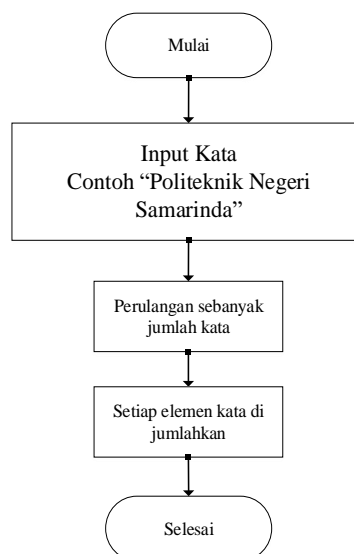 Mulai
Input Kata
Contoh “Politeknik Negeri
Samarinda”
Perulangan sebanyak
jumlah kata
Setiap elemen kata di
jumlahkan
Selesai